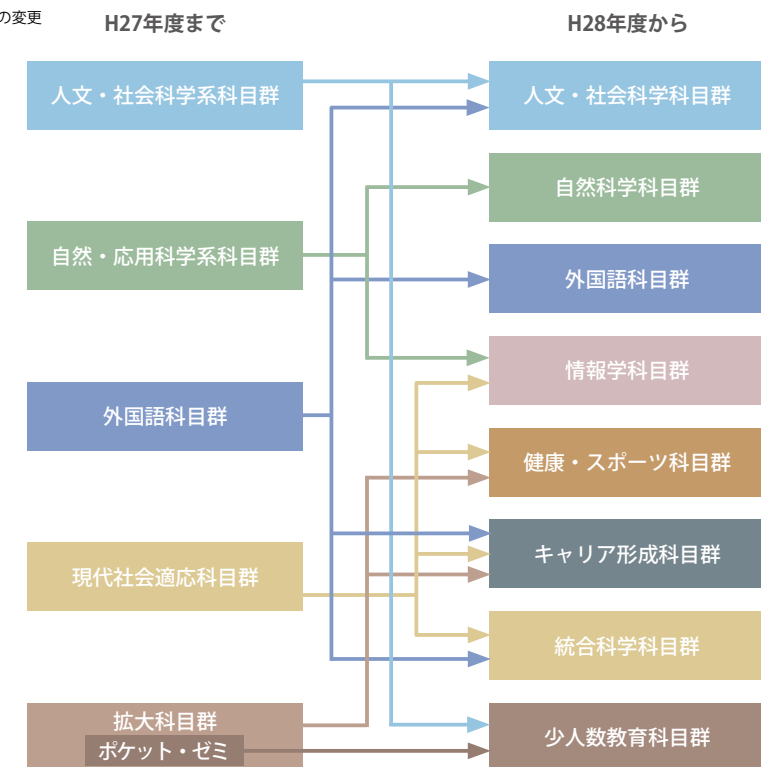 の変更
H27年度まで
H28年度から
人文・社会科学系科目群
自然・応用科学系科目群
外国語科目群
現代社会適応科目群
拡大科目群
ポケット・ゼミ
人文・社会科学科目群
自然科学科目群
外国語科目群
情報学科目群
健康・スポーツ科目群
キャリア形成科目群
統合科学科目群
少人数教育科目群